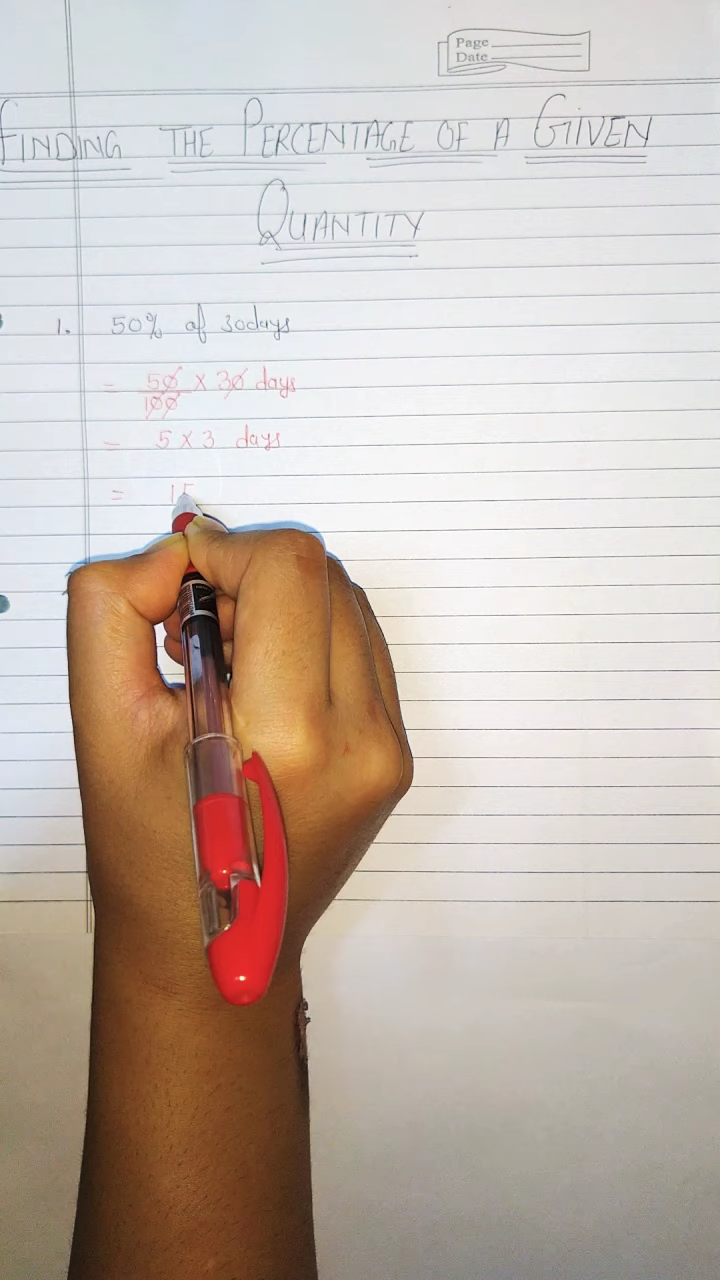 Page
Date
FINDING THE PERCENTAGE OF A GIVEN
QUANTITY
1. 50% of 30days
= 50/100 × 30 days
= 5 × 3 days
= 15